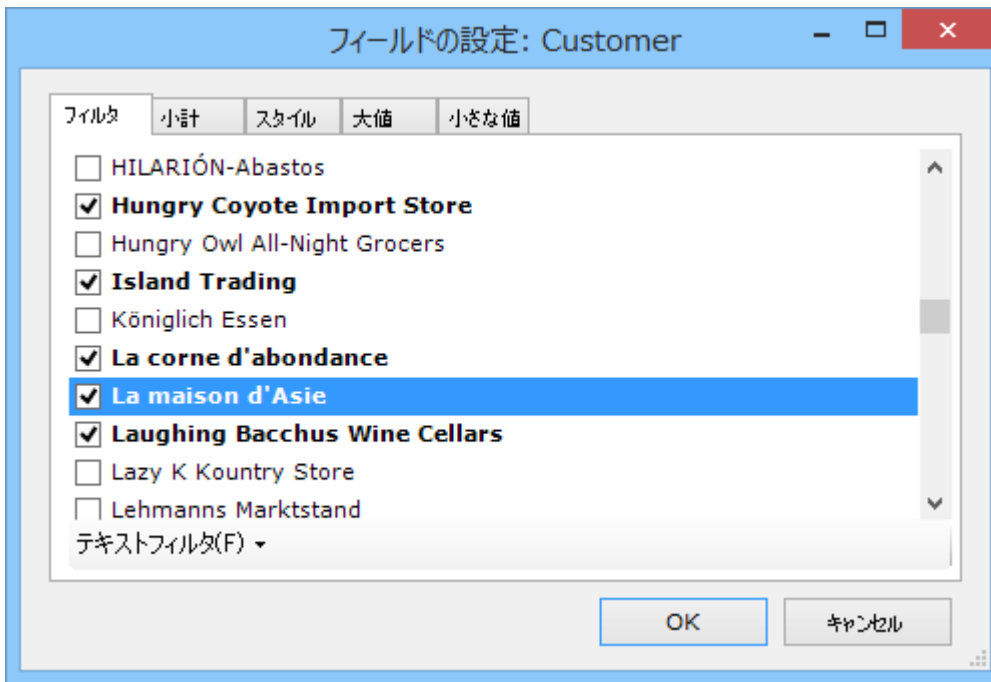 フィールドの設定: Customer
フィルタ 小計 スタイル 大値 小さな値
HILARIÓN-Abastos
Hungry Coyote Import Store
Hungry Owl All-Night Grocers
Island Trading
Königlich Essen
La corne d'abondance
La maison d'Asie
Laughing Bacchus Wine Cellars
Lazy K Kountry Store
Lehmanns Marktstand
テキストフィルタ(F)
OK キャンセル